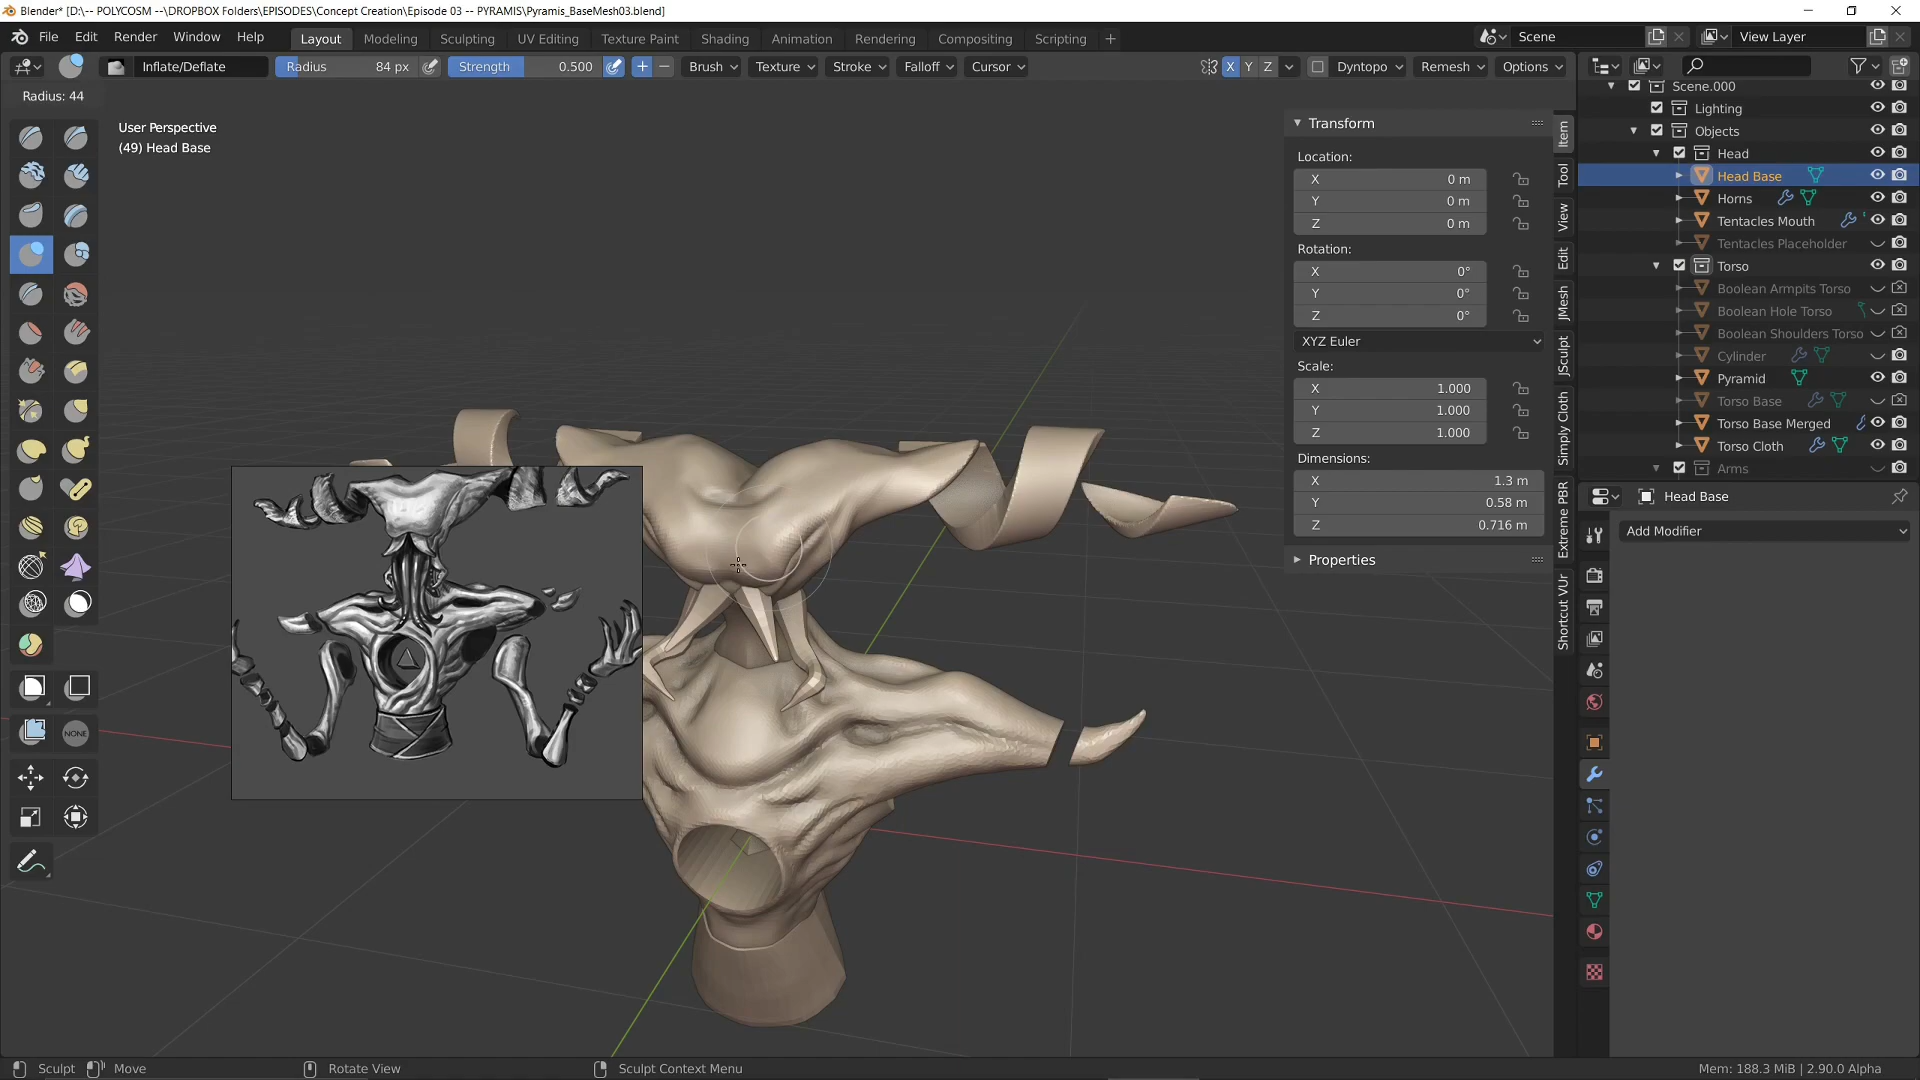 Blender* [D:\-- POLYCOSM --\DROPBOX Folders\EPISODES\Concept Creation\Episode 03 -- PYRAMIS\Pyramis_BaseMesh03.blend]
File Edit Render Window Help Layout Modeling Sculpting UV Editing Texture Paint Shading Animation Rendering Compositing Scripting + Scene View Layer
Inflate/Deflate Radius 84 px Strength 0.500 Brush Texture Stroke Falloff Cursor X Y Z Dyntopo Remesh Options
Radius: 44
User Perspective
(49) Head Base
NONE
Transform
Location:
X 0 m
Y 0 m
Z 0 m
Rotation:
X 0°
Y 0°
Z 0°
XYZ Euler
Scale:
X 1.000
Y 1.000
Z 1.000
Dimensions:
X 1.3 m
Y 0.58 m
Z 0.716 m
Properties
Item
Tool
View
Edit
JMesh
JSculpt
Simply Cloth
Extreme PBR
Shortcut VUr
Scene.000
Lighting
Objects
Head
Head Base
Horns
Tentacles Mouth
Tentacles Placeholder
Torso
Boolean Armpits Torso
Boolean Hole Torso
Boolean Shoulders Torso
Cylinder
Pyramid
Torso Base
Torso Base Merged
Torso Cloth
Arms
Head Base
Add Modifier
Sculpt Move Rotate View Sculpt Context Menu Mem: 188.3 MiB | 2.90.0 Alpha